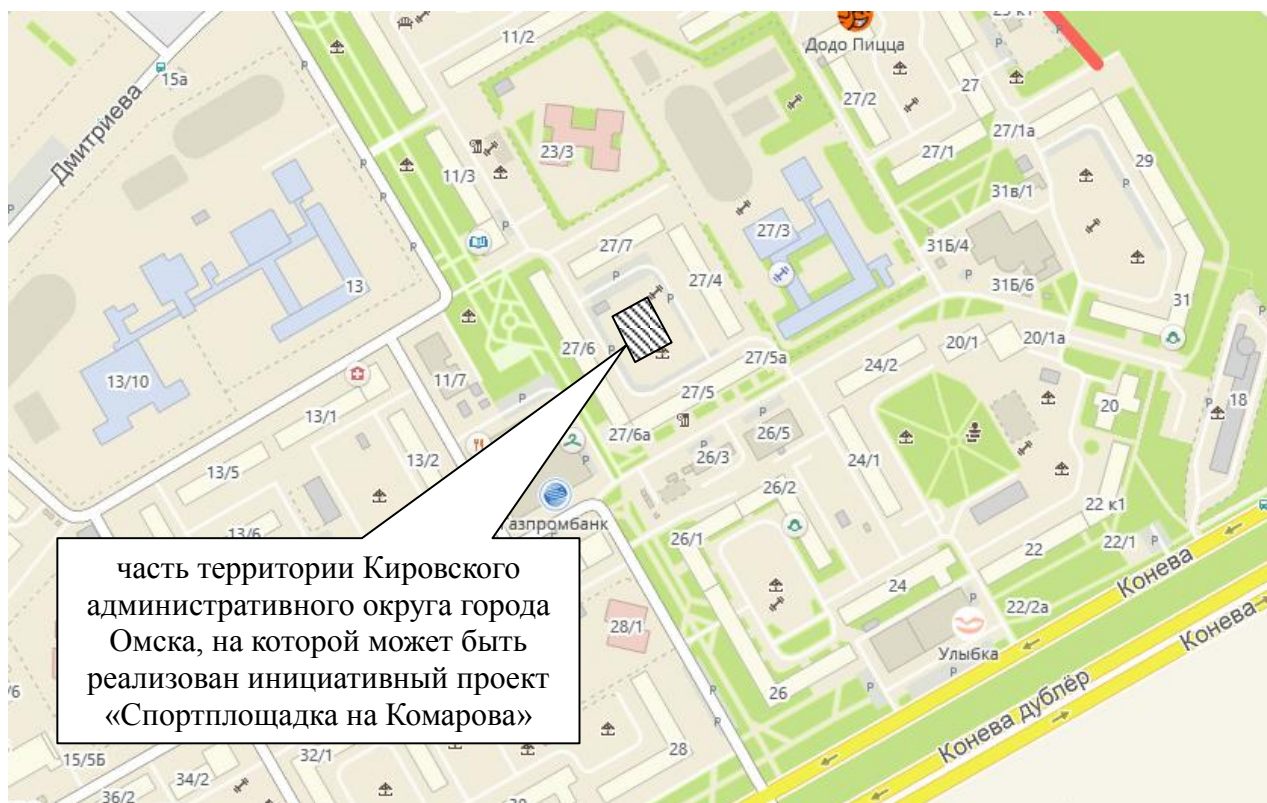 23 к1
Додо Пицца
11/2
15а
Дмитриева
27/2
27
27/1а
27/1
29
23/3
11/3
31в/1
27/3
31Б/4
27/7
27/4
31Б/6
13
31
27/6
20/1
20/1а
27/5а
24/2
13/10
11/7
27/5
20
18
13/1
27/6а
26/5
26/3
13/2
24/1
13/5
26/2
22 к1
газпромбанк
13/6
26/1
22/1
22
Конева
24
22/2а
Конева
28/1
Улыбка
26
Конева дублёр
часть территории Кировского
административного округа города
Омска, на которой может быть
реализован инициативный проект
«Спортплощадка на Комарова»
28
15/5Б
32/1
34/2
36/2